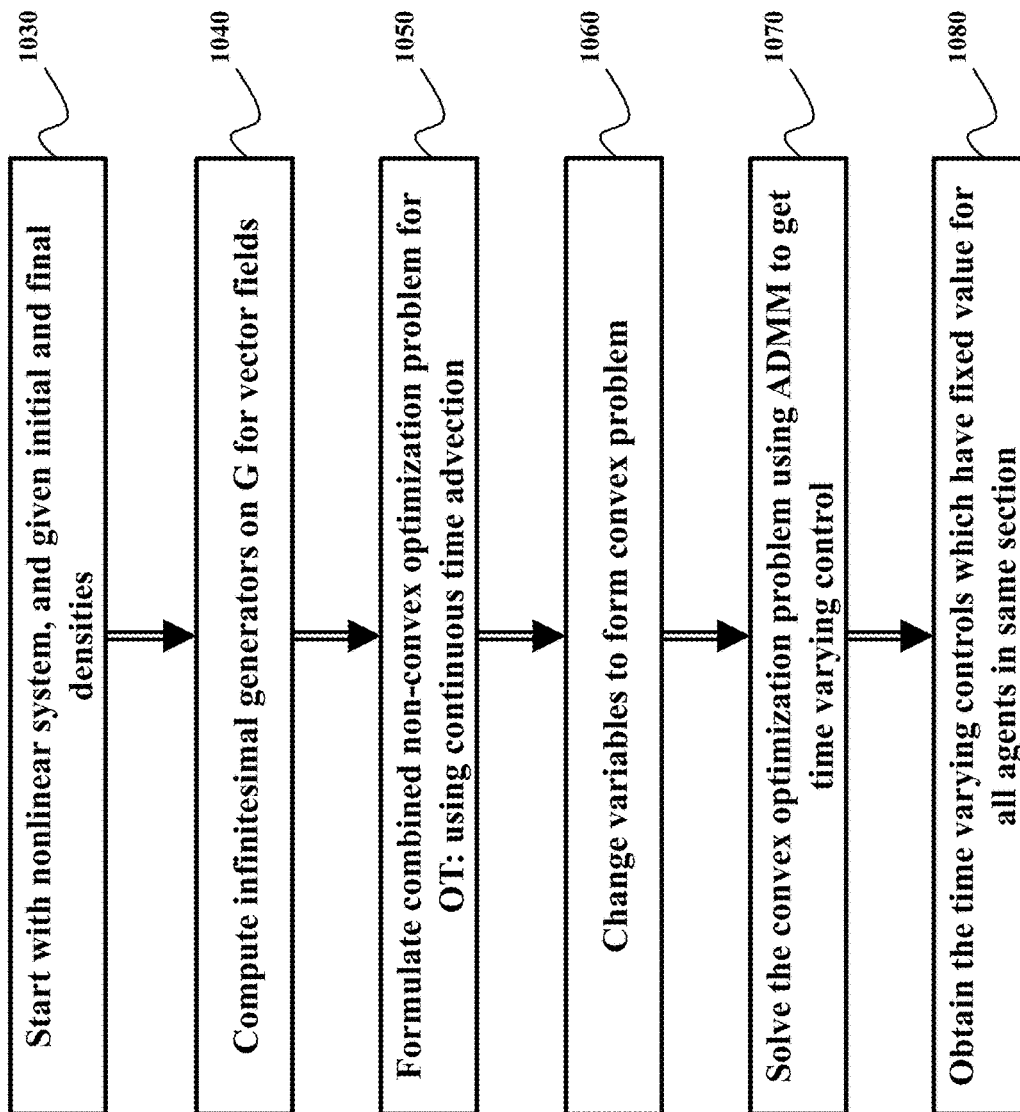 Start with nonlinear system, and given initial and final
densities
1030
Compute infinitesimal generators on G for vector fields
1040
Formulate combined non-convex optimization problem for
OT: using continuous time advection
1050
Change variables to form convex problem
1060
Solve the convex optimization problem using ADMM to get
time varying control
1070
Obtain the time varying controls which have fixed value for
all agents in same section
1080